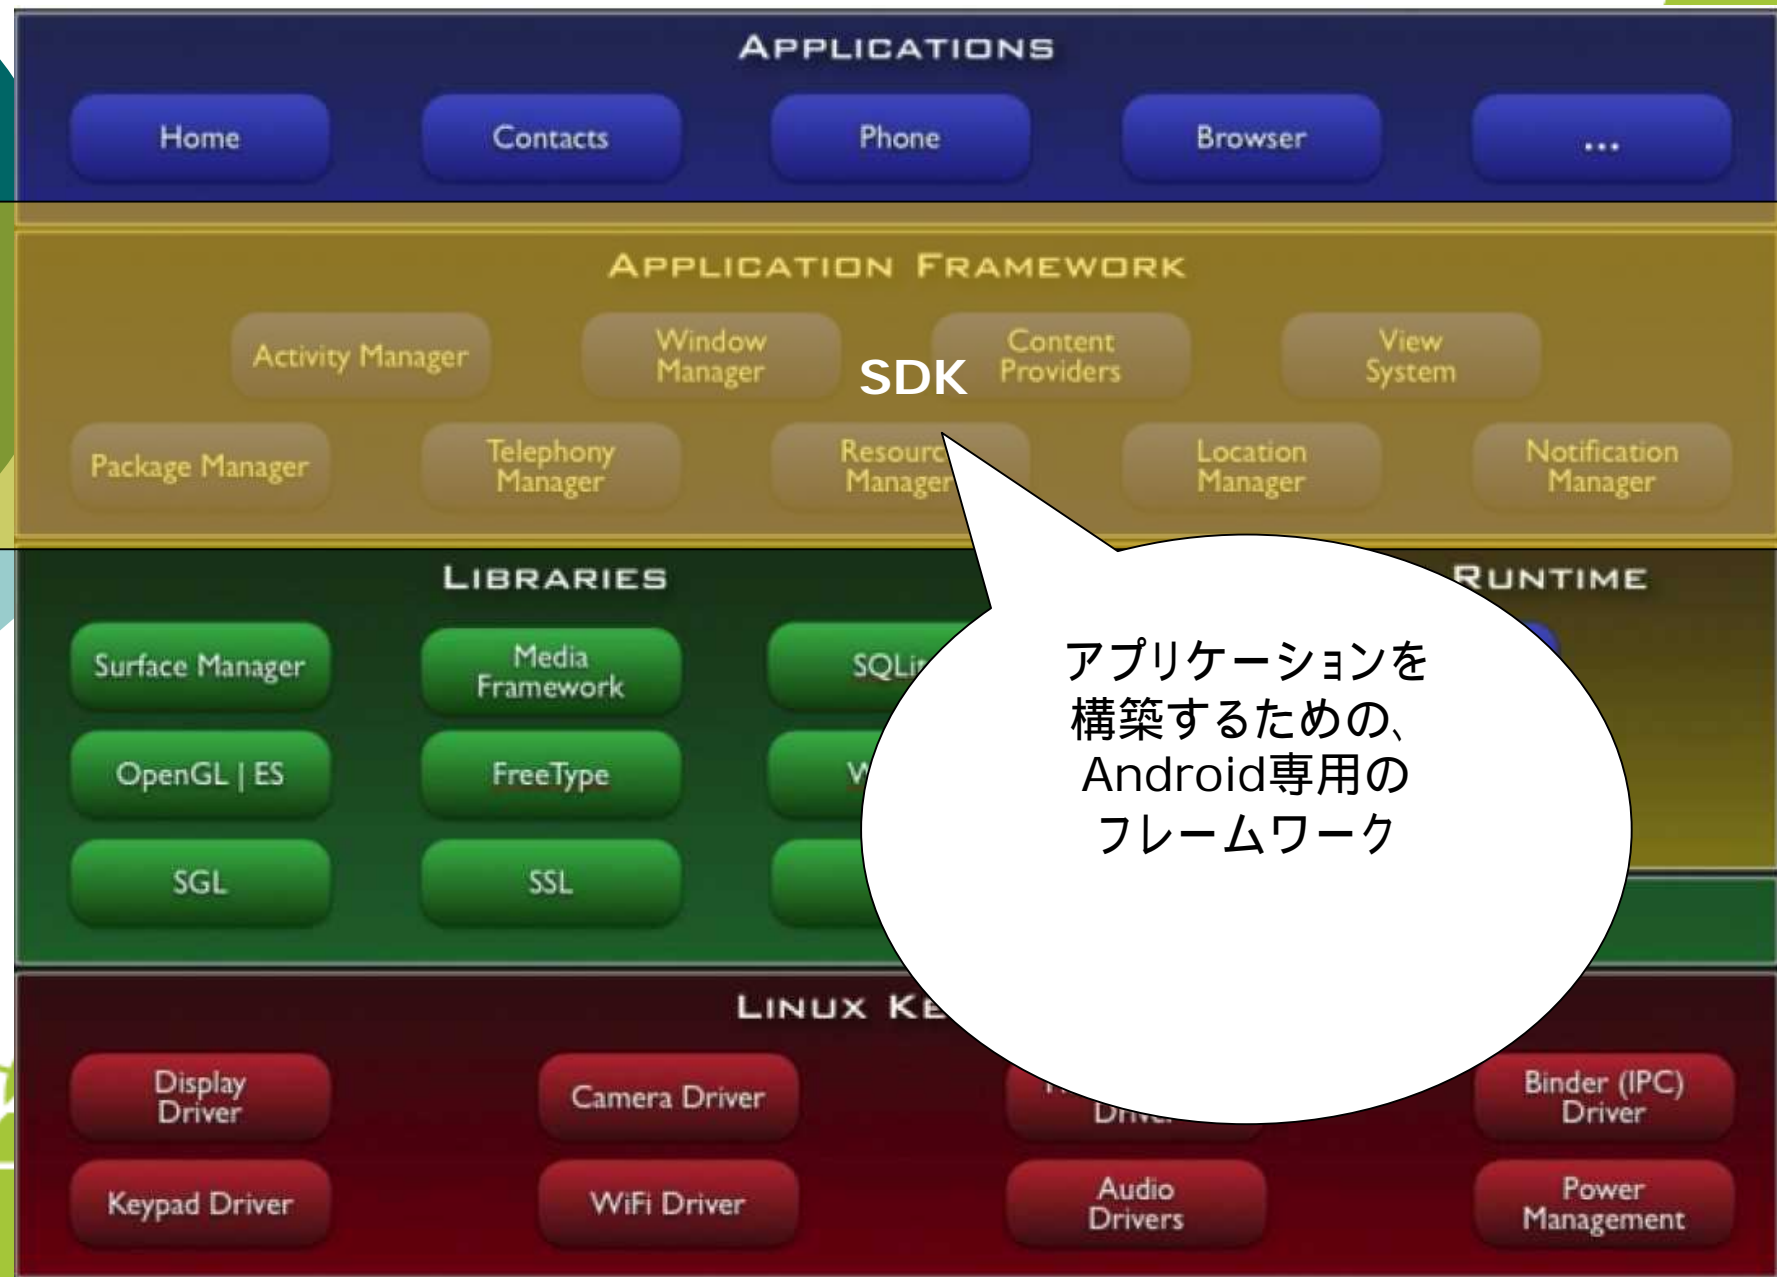 APPLICATIONS
Home
Contacts
Phone
Browser
...
APPLICATION FRAMEWORK
Activity Manager
Window
Manager
Content
Providers
View
System
SDK
Package Manager
Telephony
Manager
Manager
Location
Manager
Notification
Manager
LIBRARIES
RUNTIME
Surface Manager
Media
Framework
OpenGL | ES
FreeType
SGL
SSL
アプリケーションを
構築するための、
Android専用の
フレームワーク
LINUX
Display
Driver
Camera Driver
Binder (IPC)
Driver
Keypad Driver
WiFi Driver
Audio
Drivers
Power
Management